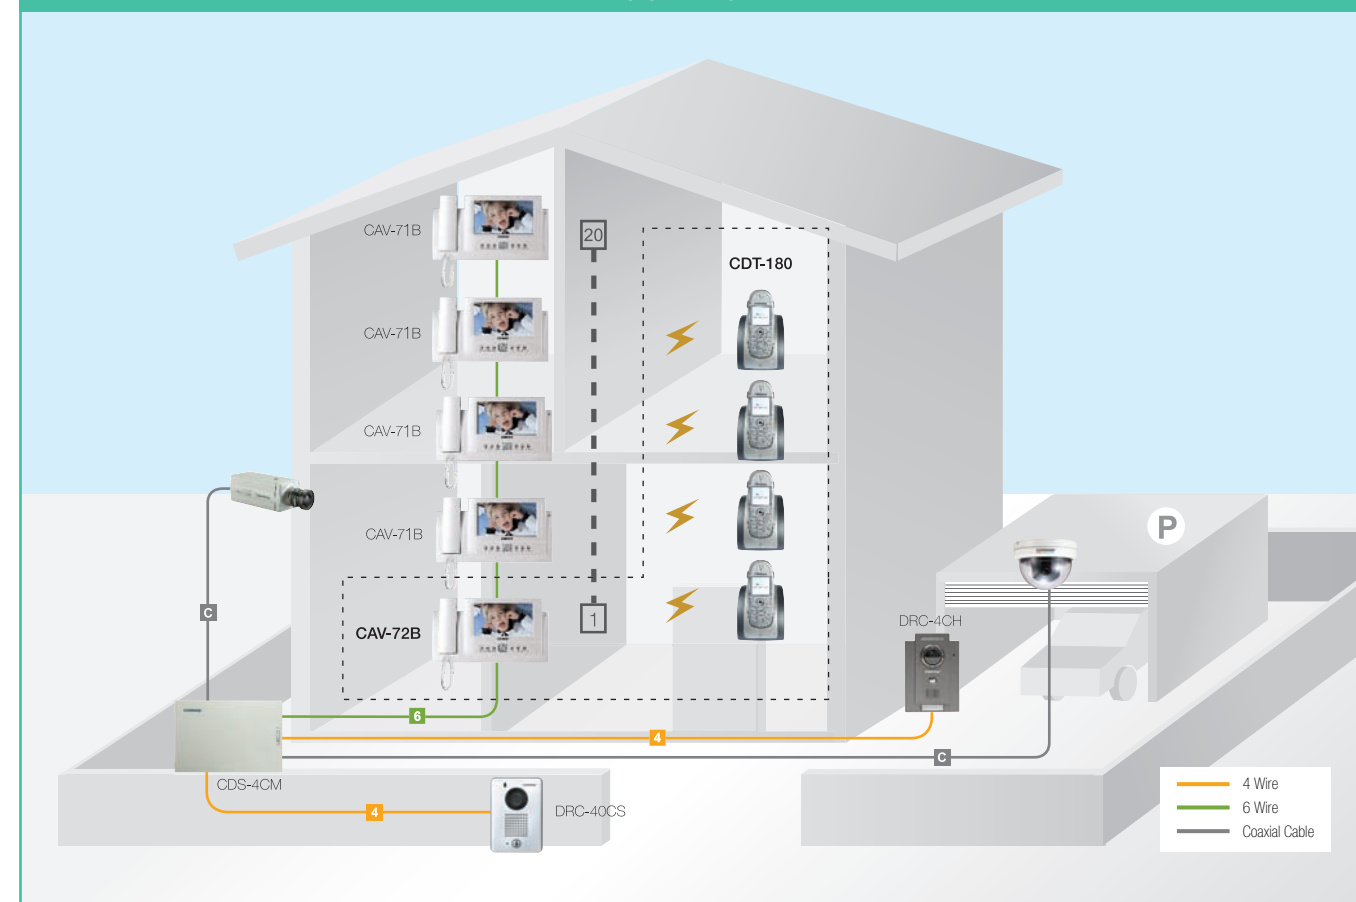 CAV-71B
20
CDT-180
CAV-71B
CAV-71B
CAV-71B
P
C
1
DRC-4CH
CAV-72B
6
4
C
CDS-4CM
4
DRC-40CS
4 Wire
6 Wire
Coaxial Cable